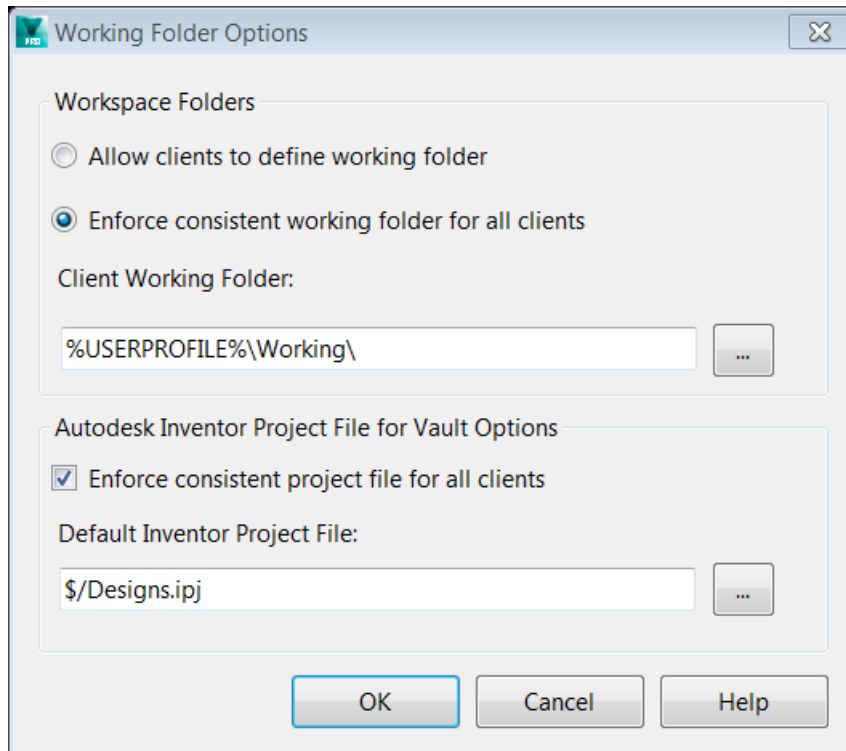 PRO
Working Folder Options
Workspace Folders
Allow clients to define working folder
Enforce consistent working folder for all clients
Client Working Folder:
%USERPROFILE%\Working\
...
Autodesk Inventor Project File for Vault Options
Enforce consistent project file for all clients
Default Inventor Project File:
$/Designs.ipj
...
OK
Cancel
Help